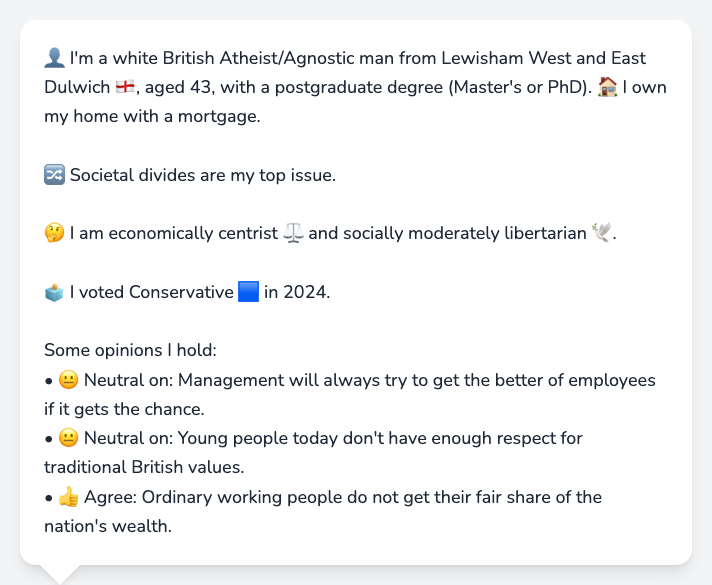 👤 I'm a white British Atheist/Agnostic man from Lewisham West and East
Dulwich 🏴󠁧󠁢󠁥󠁮󠁧󠁿, aged 43, with a postgraduate degree (Master's or PhD). 🏠 I own
my home with a mortgage.
🔀 Societal divides are my top issue.
🤔 I am economically centrist ⚖️ and socially moderately libertarian 🕊️.
🗳️ I voted Conservative 🟦 in 2024.
Some opinions I hold:
• 😐 Neutral on: Management will always try to get the better of employees
if it gets the chance.
• 😐 Neutral on: Young people today don't have enough respect for
traditional British values.
• 👍 Agree: Ordinary working people do not get their fair share of the
nation's wealth.